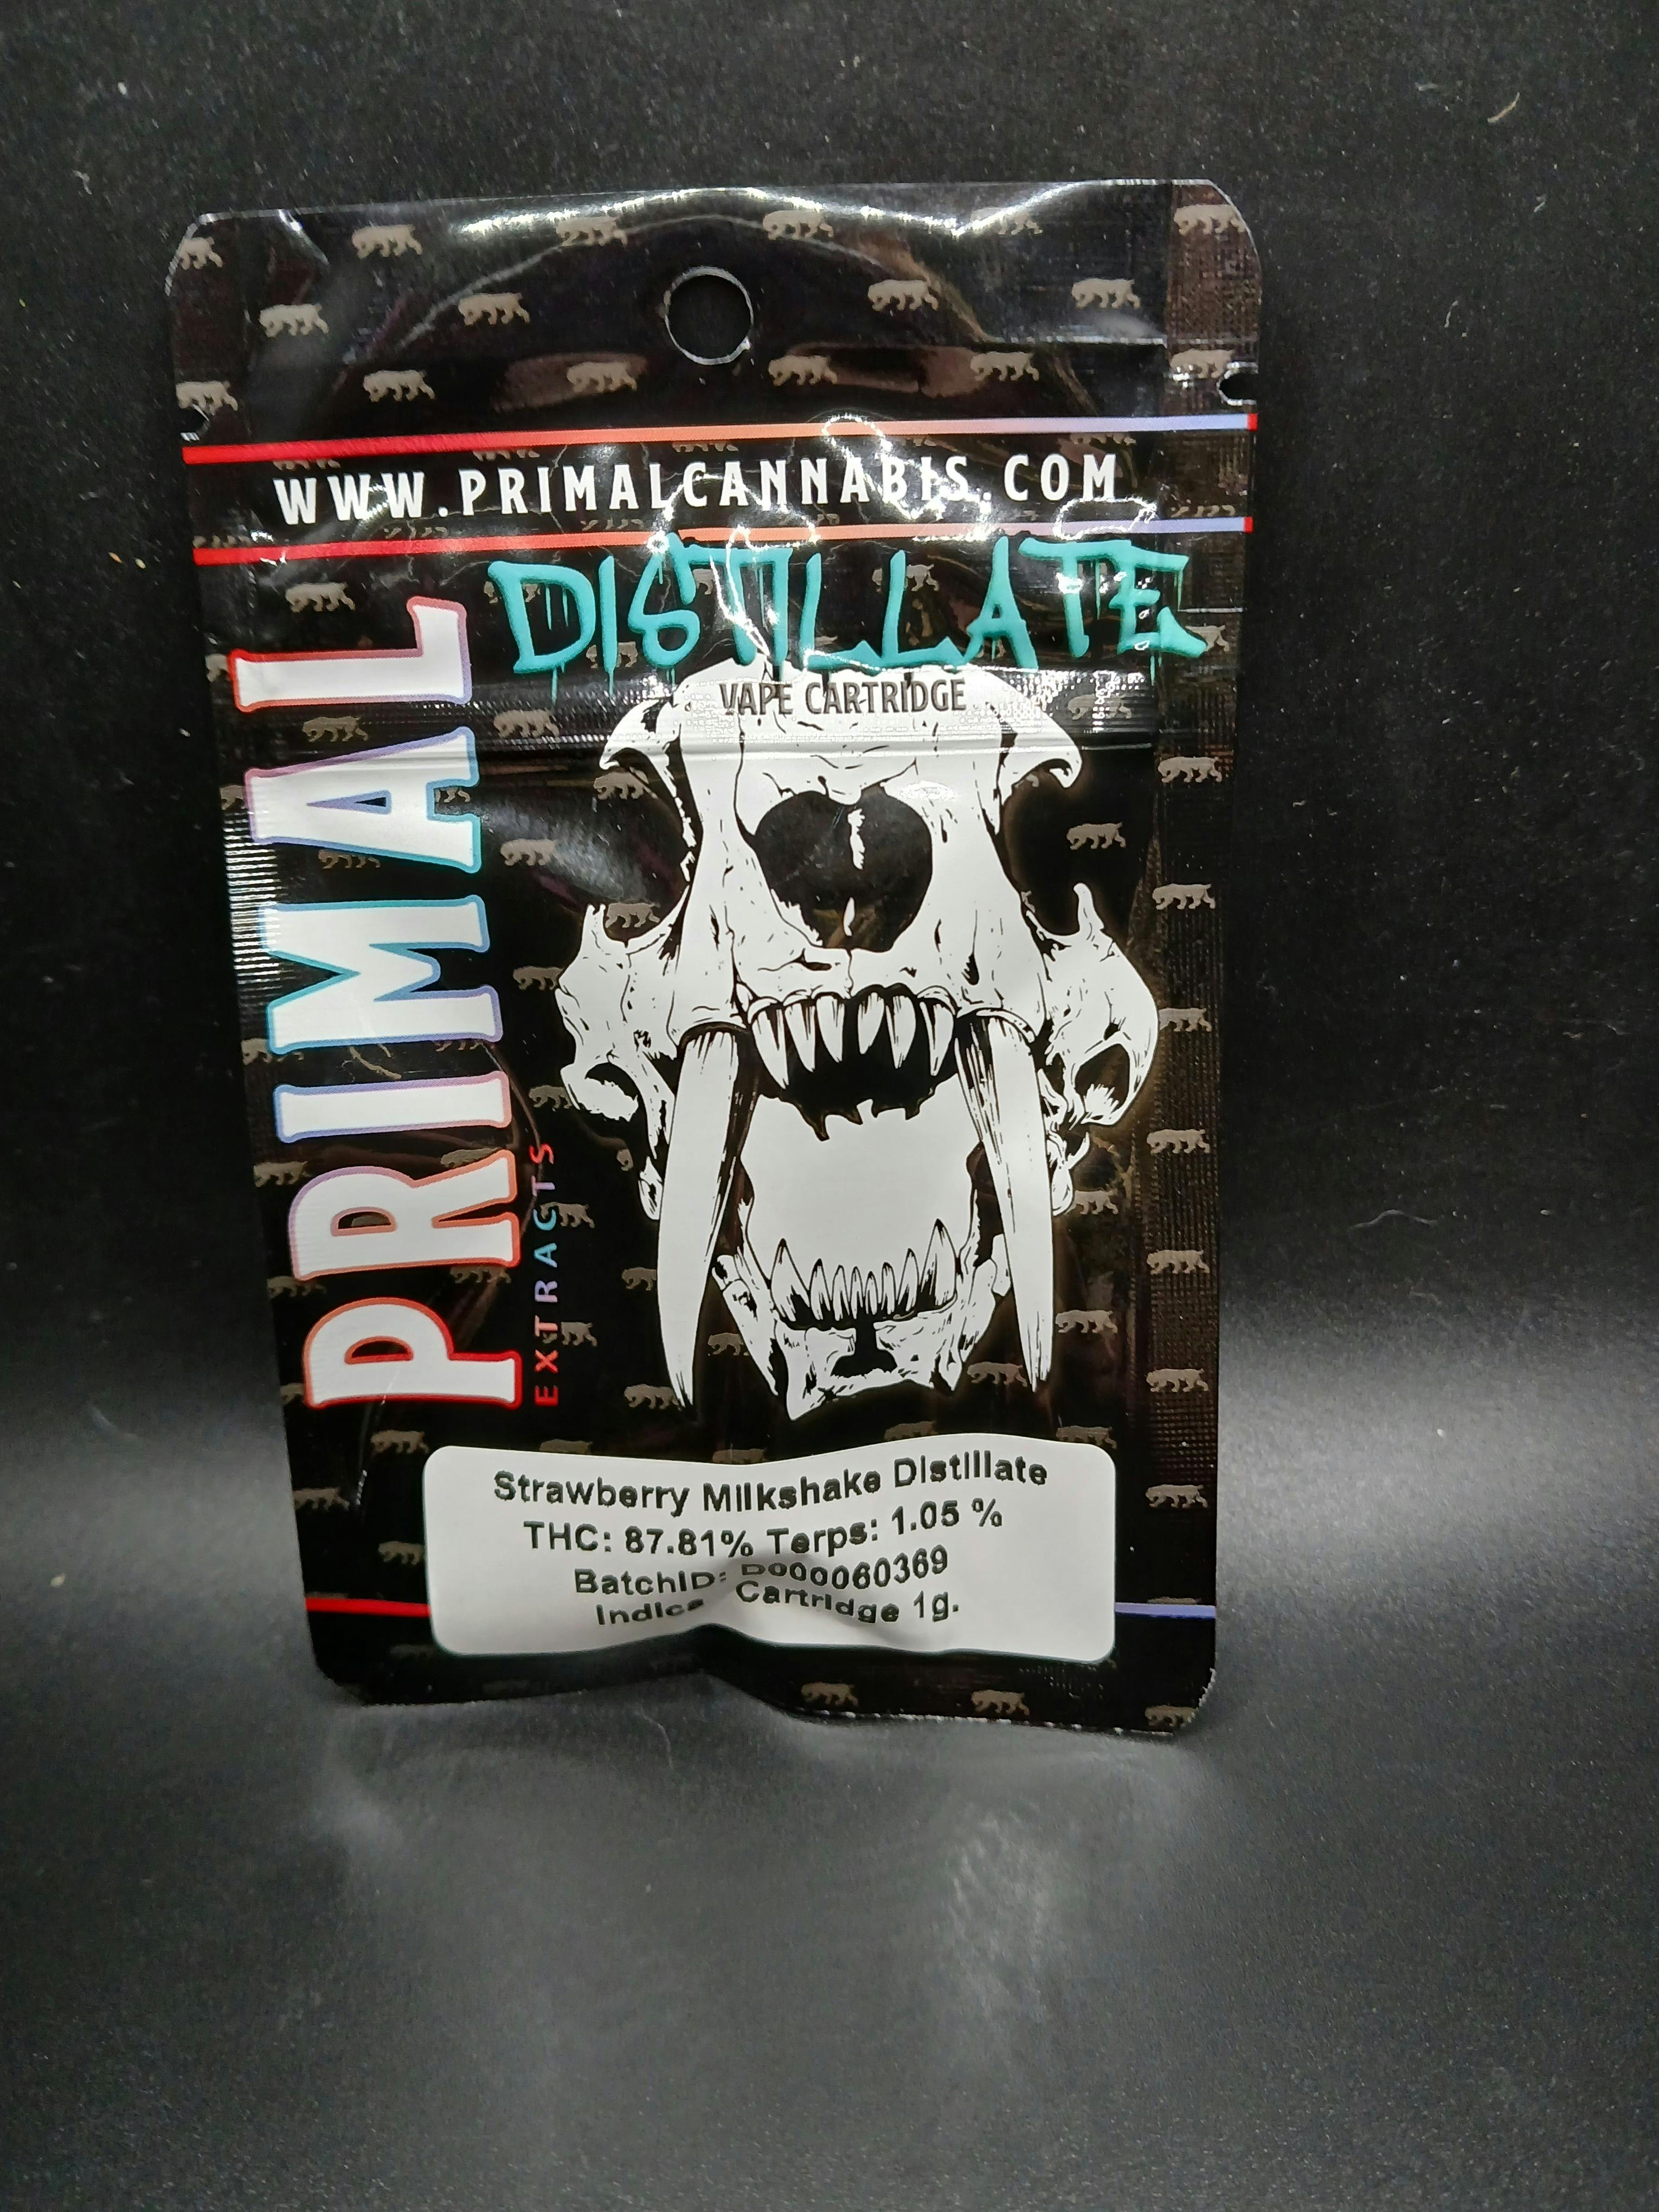 WWW.PRIMALCANNABIS.COM
DISTILLATE
VAPE CARTRIDGE
PRIMAL
EXTRACTS
Strawberry Milkshake Distillate
THC: 87.81% Terps: 1.05 %
BatchID: D000060369
Indica Cartridge 1g.